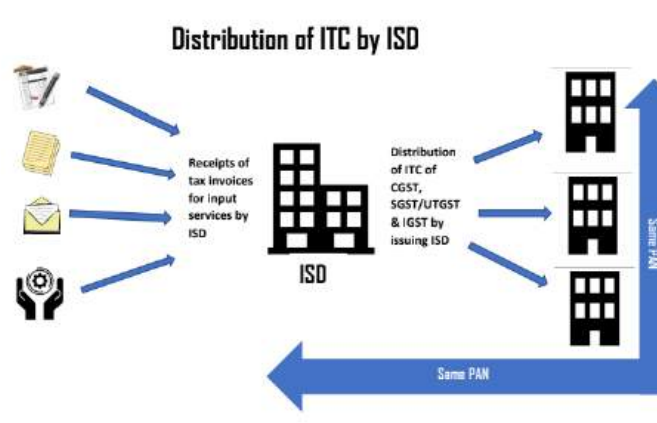 Distribution of ITC by ISD
Receipts of
tax invoices
for input
services by
ISD
ISD
Distribution
of ITC of
CGST,
SGST/UTGST
& IGST by
issuing ISD
Same PAN
Same PAN